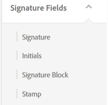 Signature Fields
Signature
Initials
Signature Block
Stamp